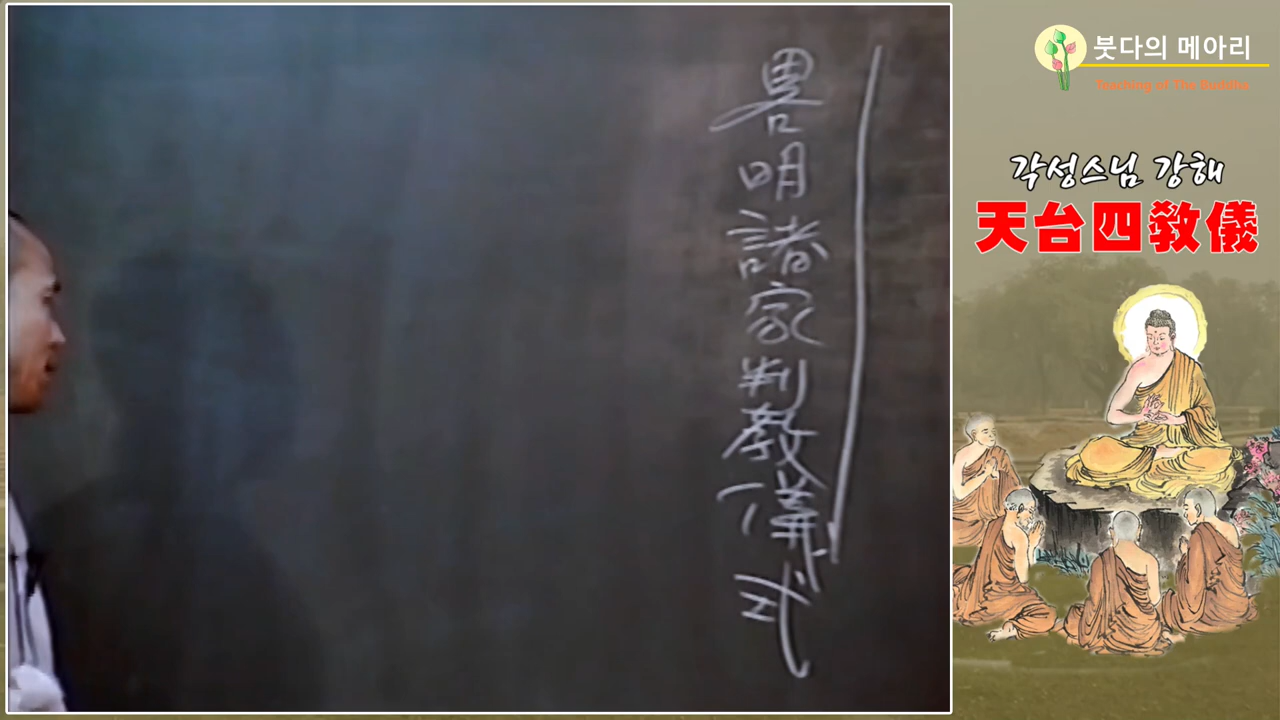 畧明諸家判教儀式
붓다의 메아리
Teaching of The Buddha
각성스님 강해
天台四敎儀